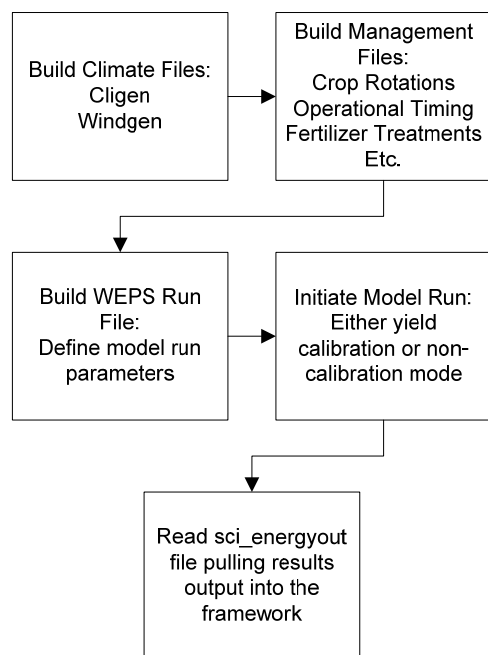 Build Climate Files:
Cligen
Windgen
Build Management
Files:
Crop Rotations
Operational Timing
Fertilizer Treatments
Etc.
Build WEPS Run
File:
Define model run
parameters
Initiate Model Run:
Either yield
calibration or non-
calibration mode
Read sci_energyout
file pulling results
output into the
framework